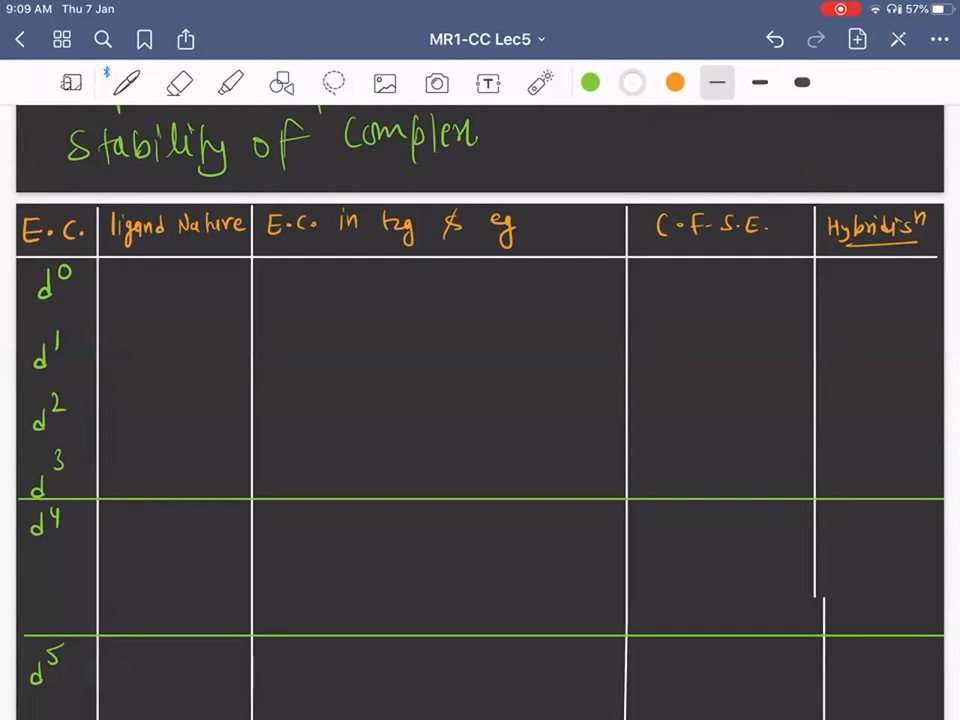 9:09 AM Thu 7 Jan 57%
MR1-CC Lec5
Stability of Complex
E.C. ligand Nature E.C. in t2g & eg C.F.S.E. Hybridisⁿ
d⁰
d¹
d²
d³
d⁴
d⁵